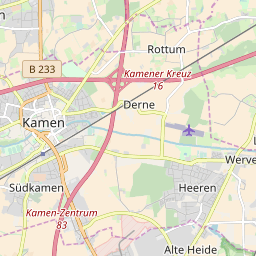 Rottum
B 233
Kamener Kreuz
16
Derne
Kamen
Werve
Südkamen
Heeren
Kamen-Zentrum
83
Alte Heide